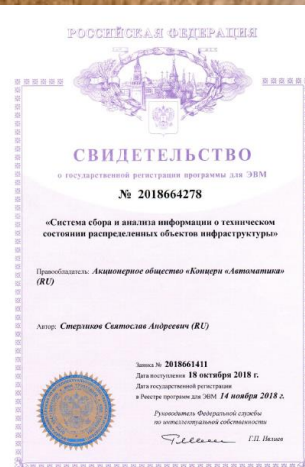 РОССИЙСКАЯ ФЕДЕРАЦИЯ
СВИДЕТЕЛЬСТВО
о государственной регистрации программы для ЭВМ
№ 2018664278
«Система сбора и анализа информации о техническом
состоянии распределенных объектов инфраструктуры»
Правообладатель: Акционерное общество «Концерн «Автоматика»
(RU)
Автор: Стерликов Святослав Андреевич (RU)
Заявка № 2018661411
Дата поступления 18 октября 2018 г.
Дата государственной регистрации
в Реестре программ для ЭВМ 14 ноября 2018 г.
Руководитель Федеральной службы
по интеллектуальной собственности
Г.П. Ивлиев